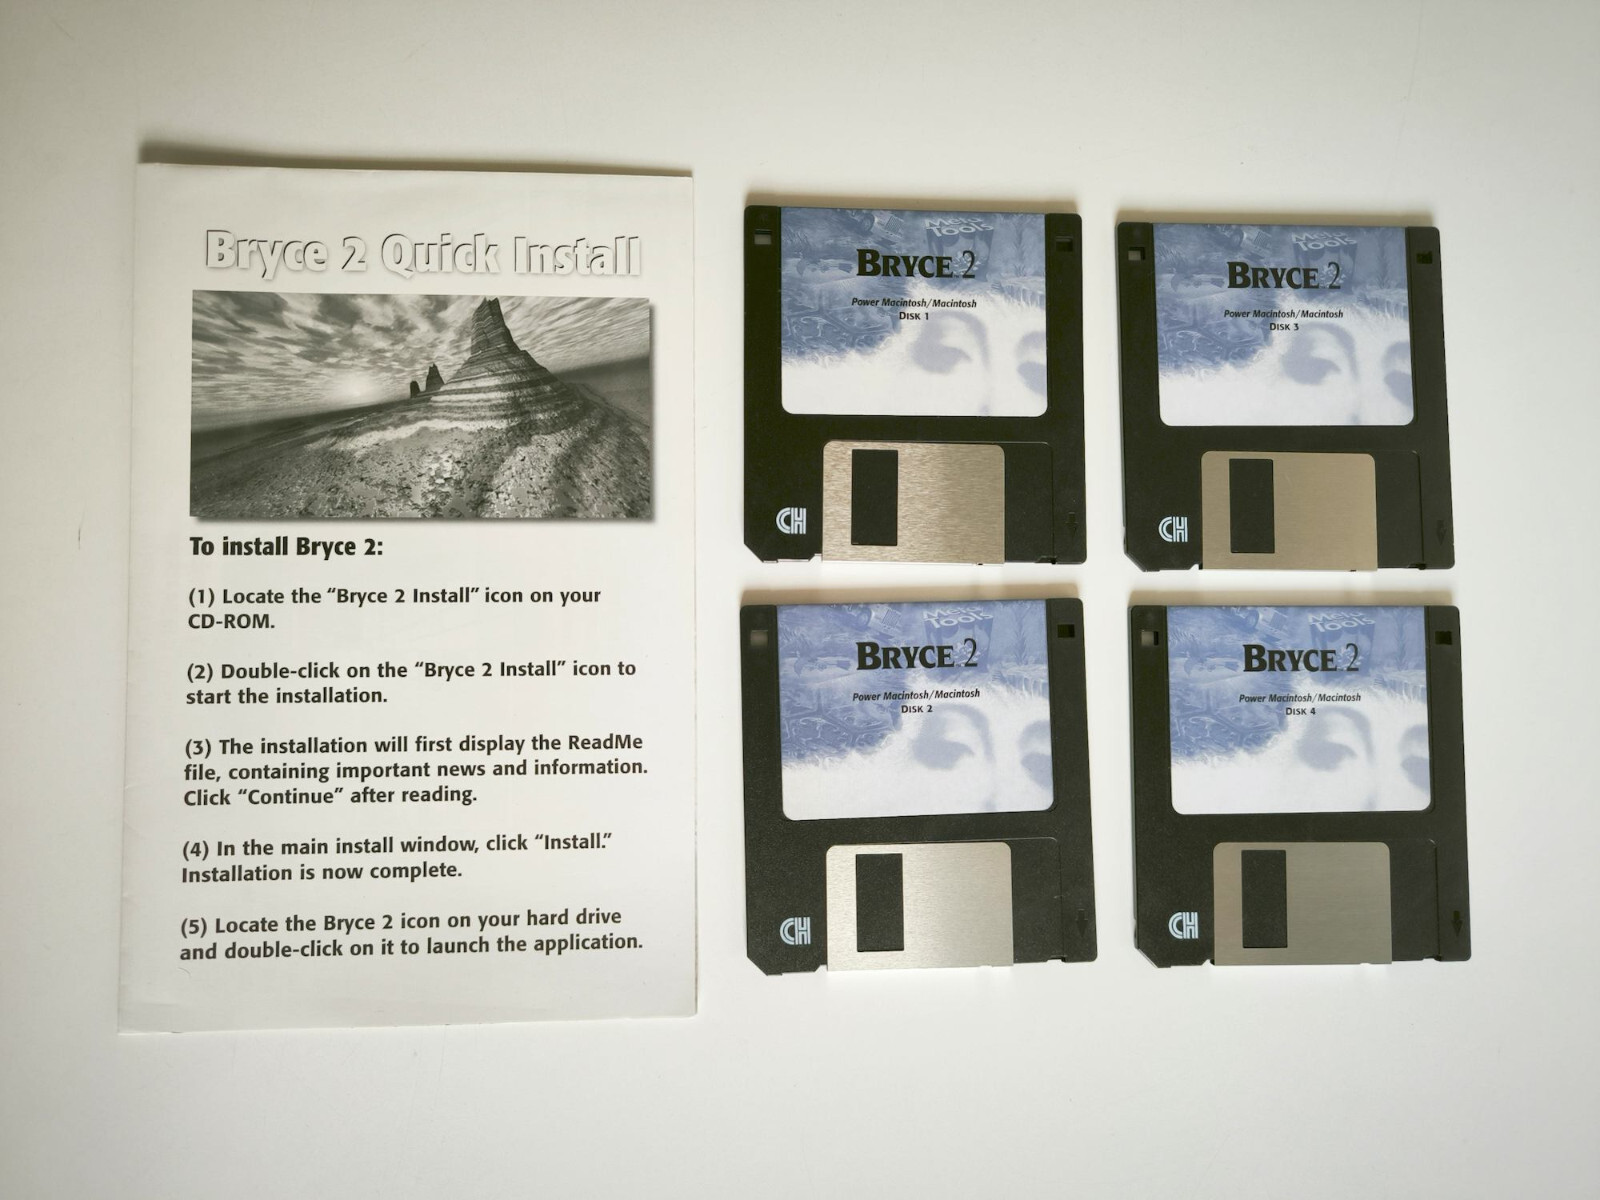 Bryce 2 Quick Install
To install Bryce 2:
(1) Locate the “Bryce 2 Install” icon on your
CD-ROM.
(2) Double-click on the “Bryce 2 Install” icon to
start the installation.
(3) The installation will first display the ReadMe
file, containing important news and information.
Click “Continue” after reading.
(4) In the main install window, click “Install.”
Installation is now complete.
(5) Locate the Bryce 2 icon on your hard drive
and double-click on it to launch the application.
Meta
Tools
BRYCE 2
Power Macintosh/Macintosh
DISK 1
CH
Meta
Tools
BRYCE 2
Power Macintosh/Macintosh
DISK 3
CH
Meta
Tools
BRYCE 2
Power Macintosh/Macintosh
DISK 2
CH
Meta
Tools
BRYCE 2
Power Macintosh/Macintosh
DISK 4
CH